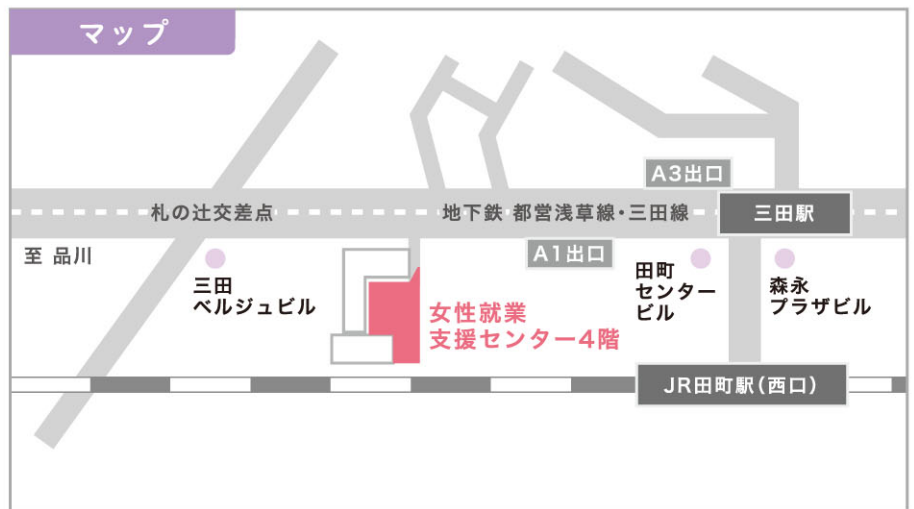 マップ
A3出口
札の辻交差点
地下鉄 都営浅草線・三田線
三田駅
至 品川
A1出口
三田
ベルジュビル
田町
センター
ビル
森永
プラザビル
女性就業
支援センター4階
JR田町駅(西口)